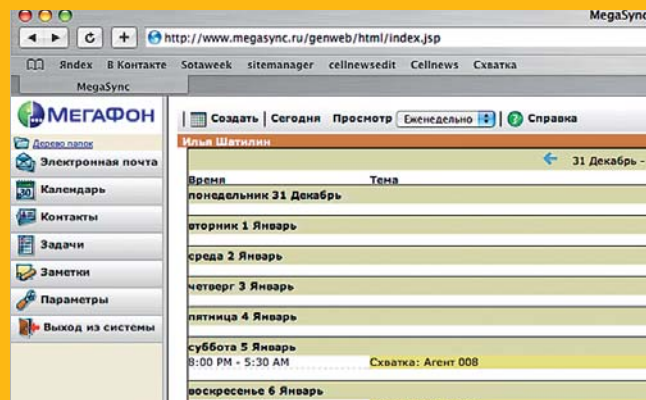 MegaSync
http://www.megasync.ru/genweb/html/index.jsp
Яndex В Контакте Sotaweek sitemanager cellnewsedit Cellnews Схватка
MegaSync
МЕГАФОН
Создать Сегодня Просмотр Еженедельно Справка
Дерево папок
Илья Шатилин
Электронная почта
31 Декабрь -
Время Тема
Календарь
понедельник 31 Декабрь
Контакты
вторник 1 Январь
Задачи
среда 2 Январь
Заметки
четверг 3 Январь
Параметры
пятница 4 Январь
Выход из системы
суббота 5 Январь
8:00 PM - 5:30 AM Схватка: Агент 008
воскресенье 6 Январь